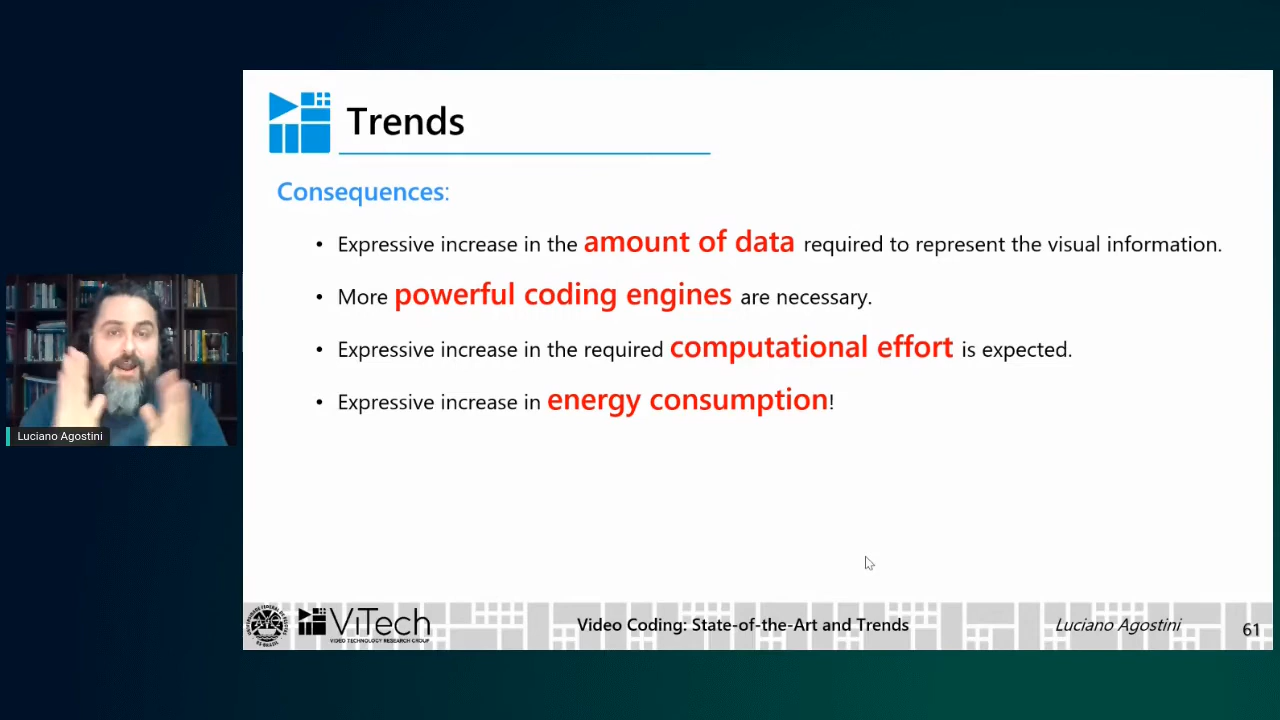 Trends
Consequences:
• Expressive increase in the amount of data required to represent the visual information.
• More powerful coding engines are necessary.
• Expressive increase in the required computational effort is expected.
• Expressive increase in energy consumption!
Luciano Agostini
ViTech
VIDEO TECHNOLOGY RESEARCH GROUP
Video Coding: State-of-the-Art and Trends
Luciano Agostini
61